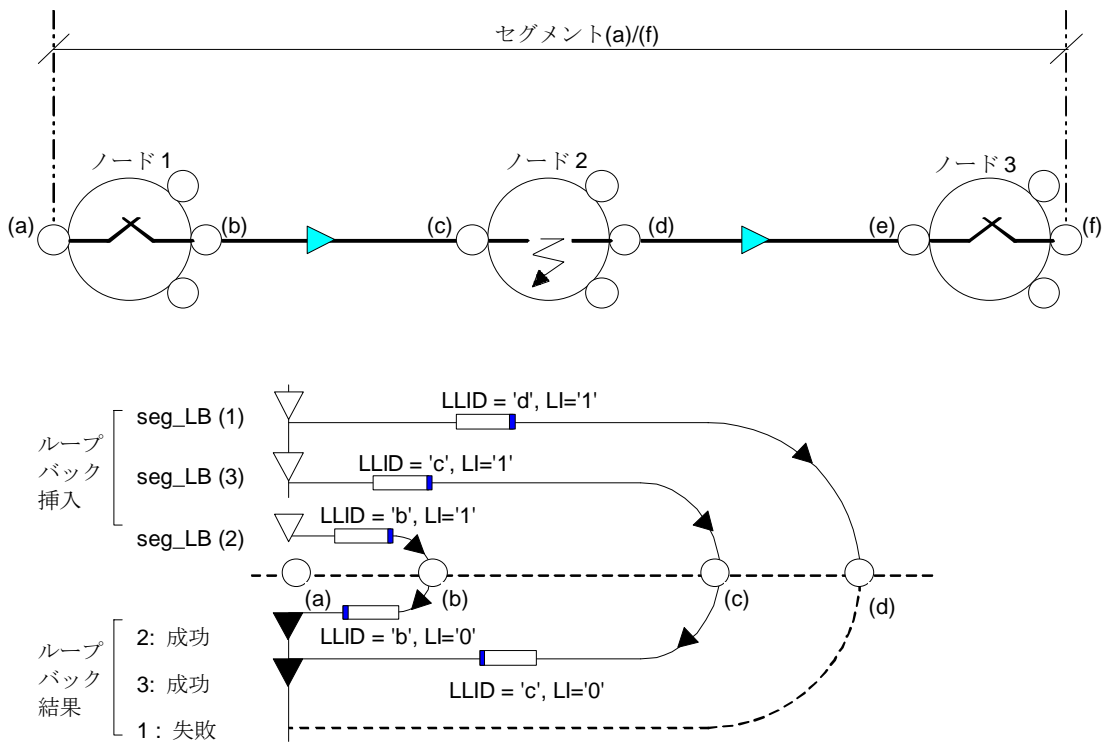 セグメント(a)/(f)
ノード1
ノード2
ノード3
(a)
(b)
(c)
(d)
(e)
(f)
ループ
バック
挿入
seg_LB (1)
LLID = 'd', LI='1'
seg_LB (3)
LLID = 'c', LI='1'
seg_LB (2)
LLID = 'b', LI='1'
(a)
(b)
(c)
(d)
ループ
バック
結果
2: 成功
LLID = 'b', LI='0'
3: 成功
LLID = 'c', LI='0'
1 : 失敗